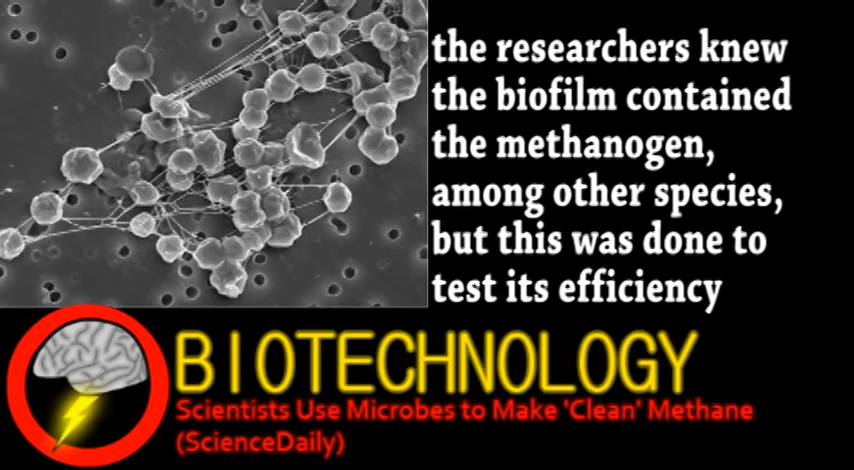 the researchers knew
the biofilm contained
the methanogen,
among other species,
but this was done to
test its efficiency
BIOTECHNOLOGY
Scientists Use Microbes to Make 'Clean' Methane
(ScienceDaily)